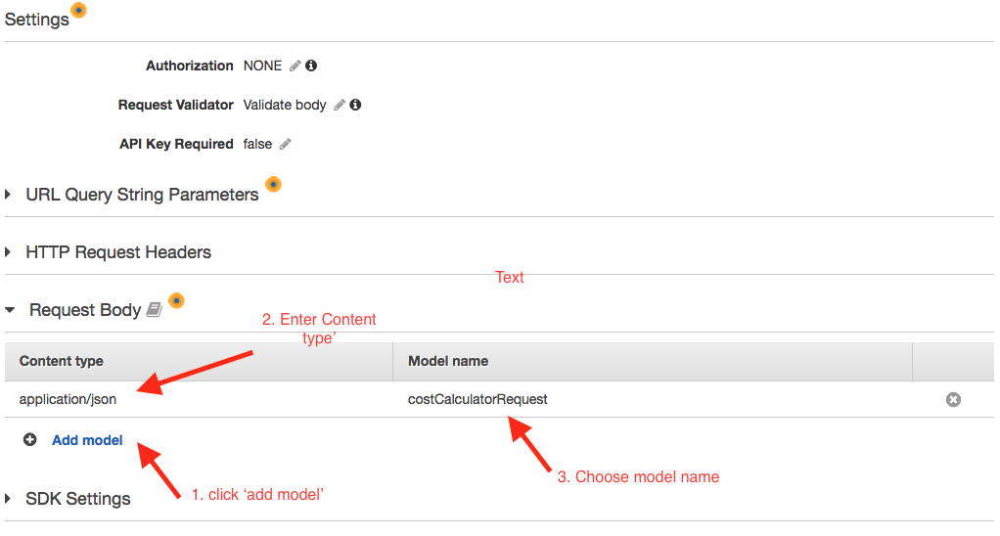 Settings
Authorization NONE
Request Validator Validate body
API Key Required false
URL Query String Parameters
HTTP Request Headers
Text
Request Body
2. Enter Content
type’
Content type Model name
application/json costCalculatorRequest
Add model
3. Choose model name
1. click ‘add model’
SDK Settings